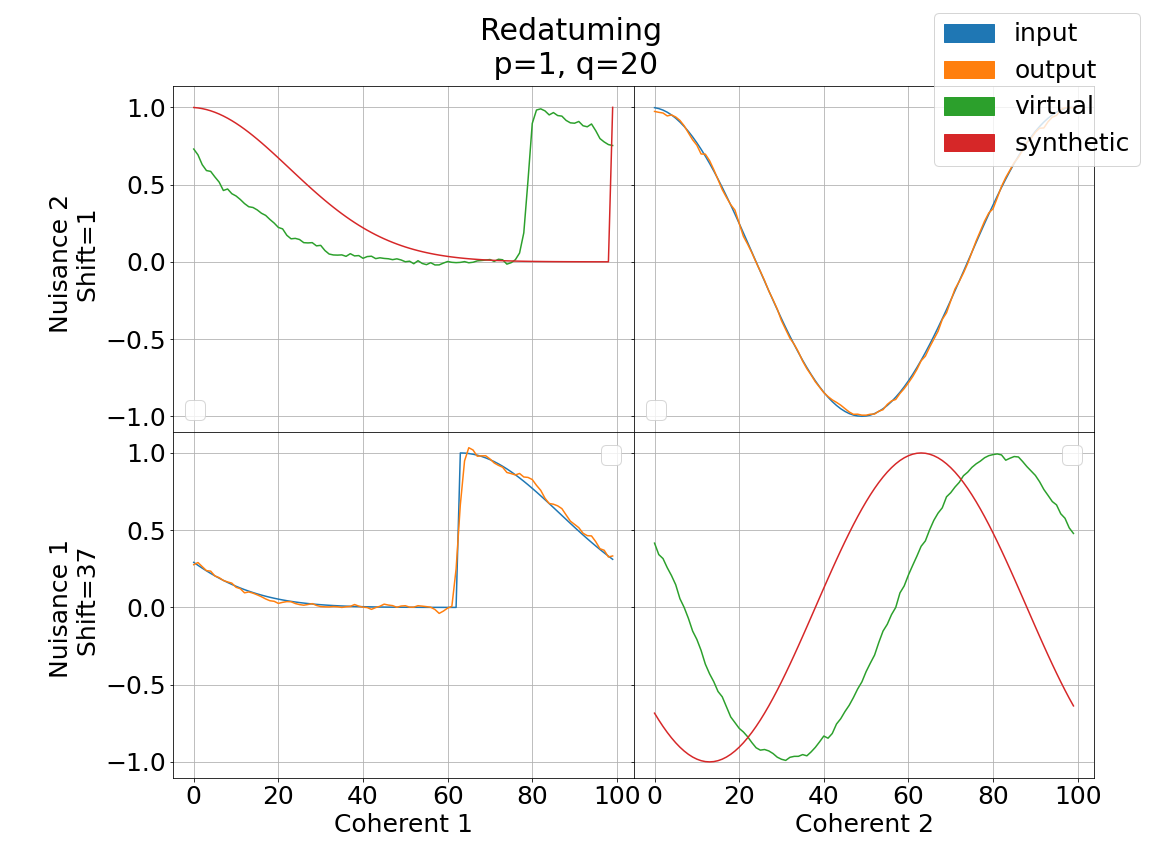 Redatuming
p=1, q=20
input
output
virtual
synthetic
Nuisance 2
Shift=1
1.0
0.5
0.0
−0.5
−1.0
Nuisance 1
Shift=37
1.0
0.5
0.0
−0.5
−1.0
0 20 40 60 80 100
0 20 40 60 80 100
Coherent 1
Coherent 2